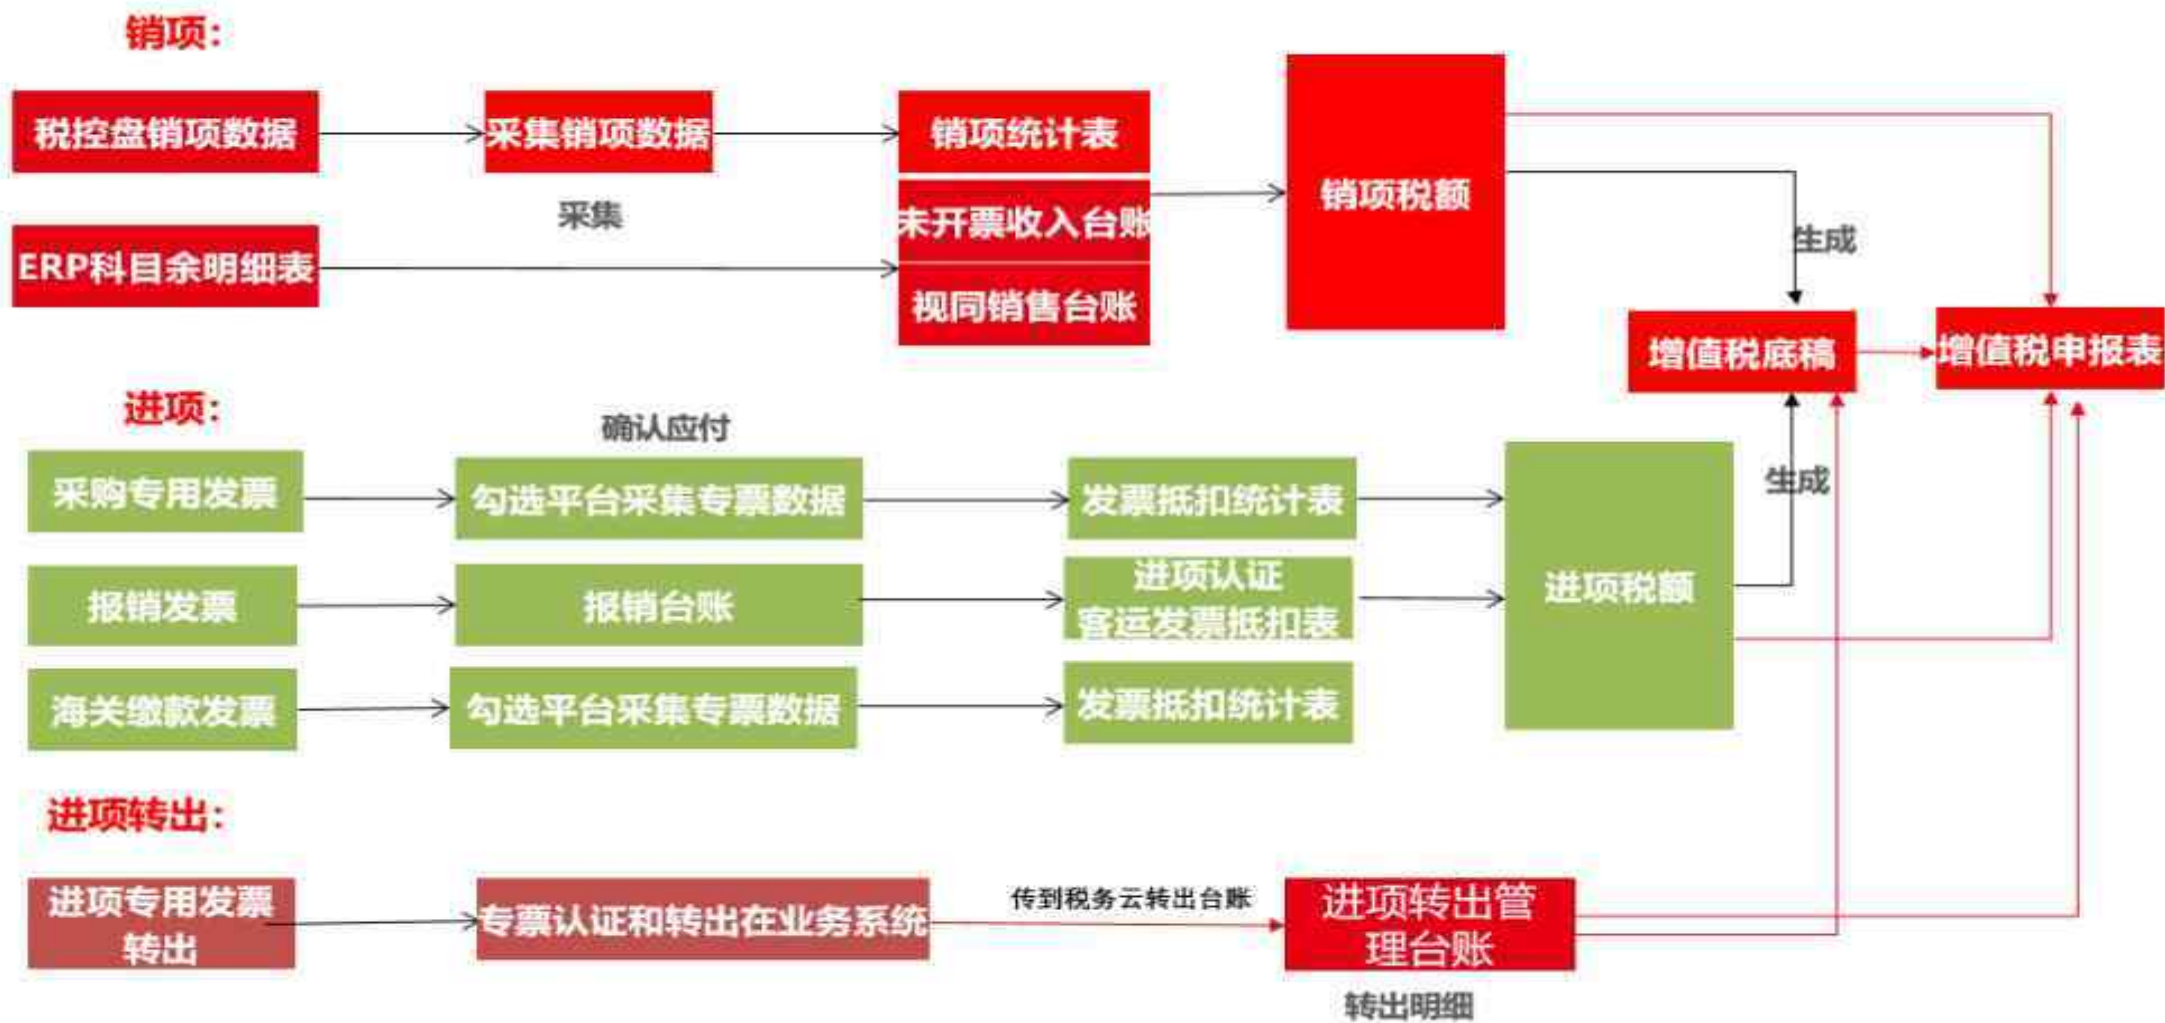 销项：
税控盘销项数据
采集销项数据
销项统计表
采集
未开票收入台账
销项税额
ERP科目余明细表
视同销售台账
生成
增值税底稿
增值税申报表
进项：
确认应付
采购专用发票
勾选平台采集专票数据
发票抵扣统计表
生成
报销发票
报销台账
进项认证
客运发票抵扣表
进项税额
海关缴款发票
勾选平台采集专票数据
发票抵扣统计表
进项转出：
进项专用发票
转出
专票认证和转出在业务系统
传到税务云转出台账
进项转出管
理台账
转出明细